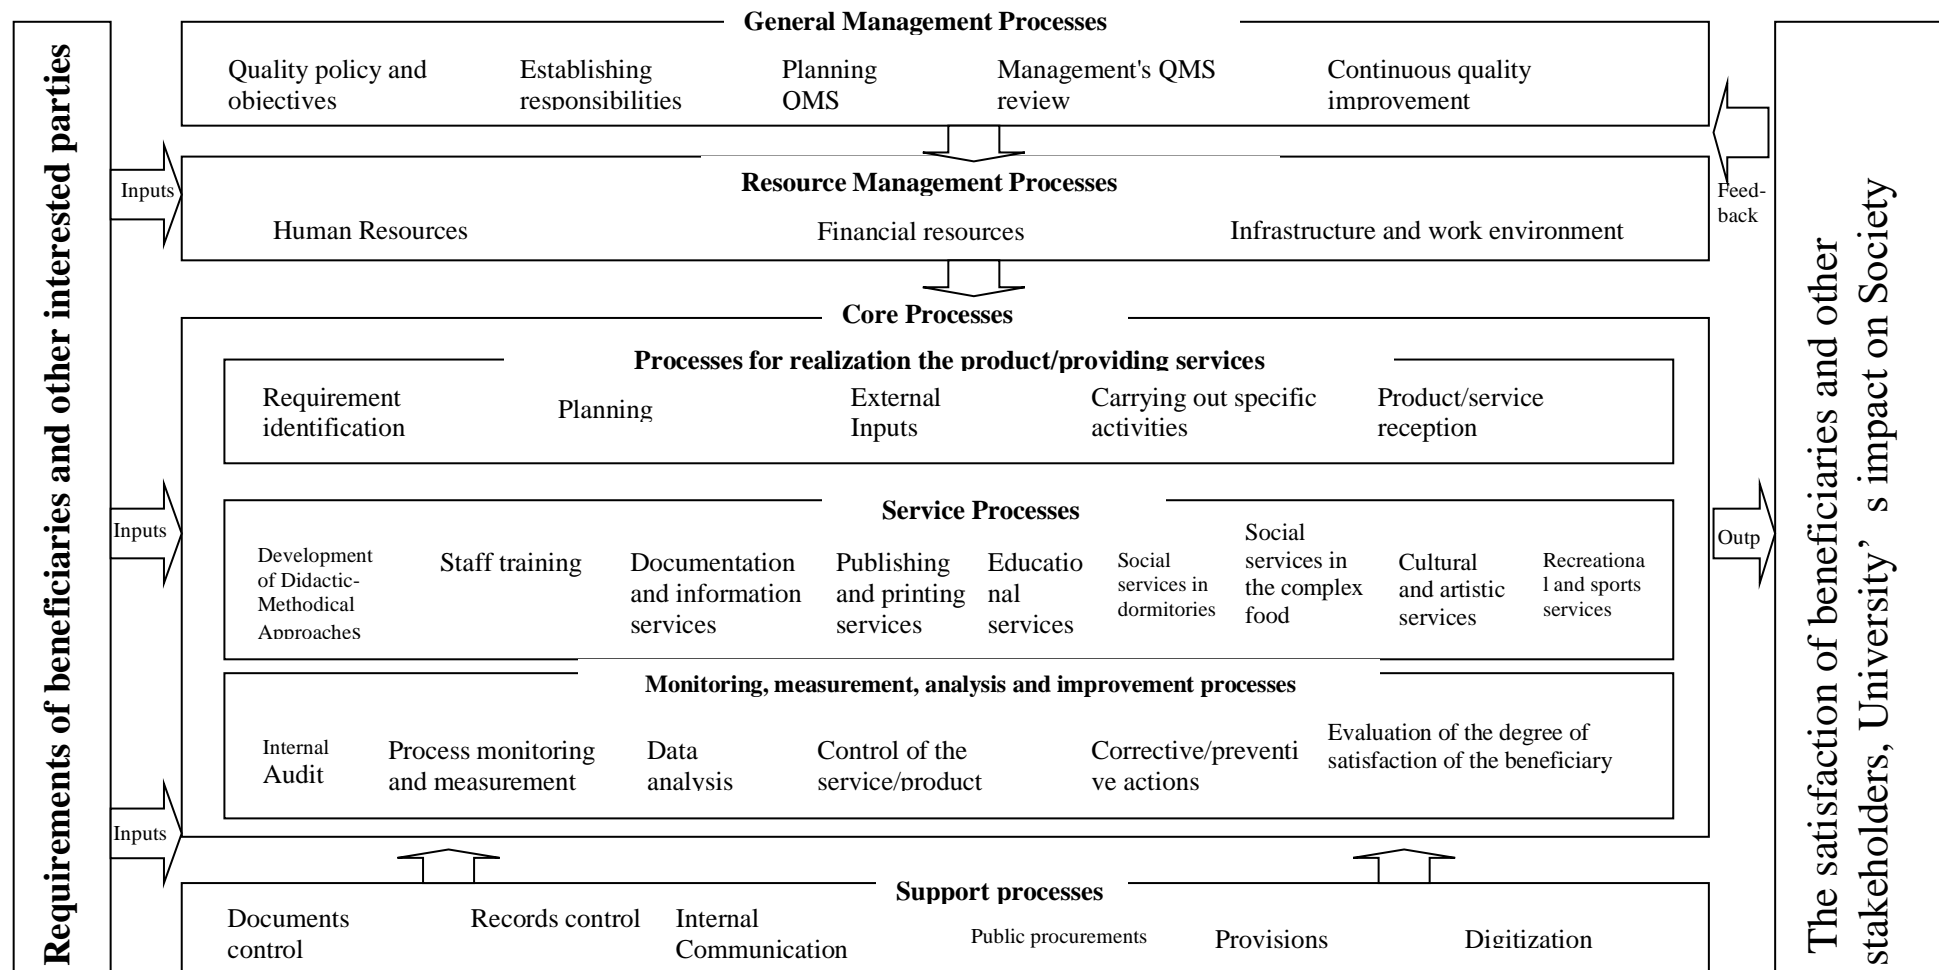 Requirements of beneficiaries and other interested parties
General Management Processes
Quality policy and
objectives
Establishing
responsibilities
Planning
QMS
Management's QMS
review
Continuous quality
improvement
Inputs
Resource Management Processes
Human Resources
Financial resources
Infrastructure and work environment
Feed-
back
Core Processes
Processes for realization the product/providing services
Requirement
identification
Planning
External
Inputs
Carrying out specific
activities
Product/service
reception
Inputs
Service Processes
Development
of Didactic-
Methodical
Approaches
Staff training
Documentation
and information
services
Publishing
and printing
services
Educatio
nal
services
Social
services in
dormitories
Social
services in
the complex
food
Cultural
and artistic
services
Recreationa
l and sports
services
Outp
Monitoring, measurement, analysis and improvement processes
Internal
Audit
Process monitoring
and measurement
Data
analysis
Control of the
service/product
Corrective/preventi
ve actions
Evaluation of the degree of
satisfaction of the beneficiary
Inputs
Support processes
Documents
control
Records control
Internal
Communication
Public procurements
Provisions
Digitization
The satisfaction of beneficiaries and other
stakeholders, University’ s impact on Society